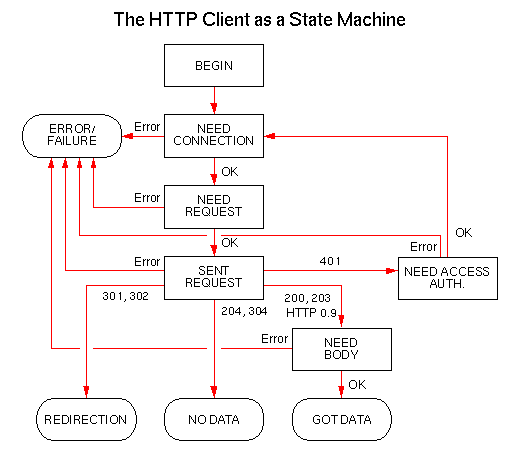 The HTTP Client as a State Machine
BEGIN
ERROR/
FAILURE
Error
NEED
CONNECTION
OK
Error
NEED
REQUEST
OK
Error
OK
Error
SENT
REQUEST
401
NEED ACCESS
AUTH.
301, 302
204, 304
200, 203
HTTP 0.9
Error
NEED
BODY
OK
REDIRECTION
NO DATA
GOT DATA